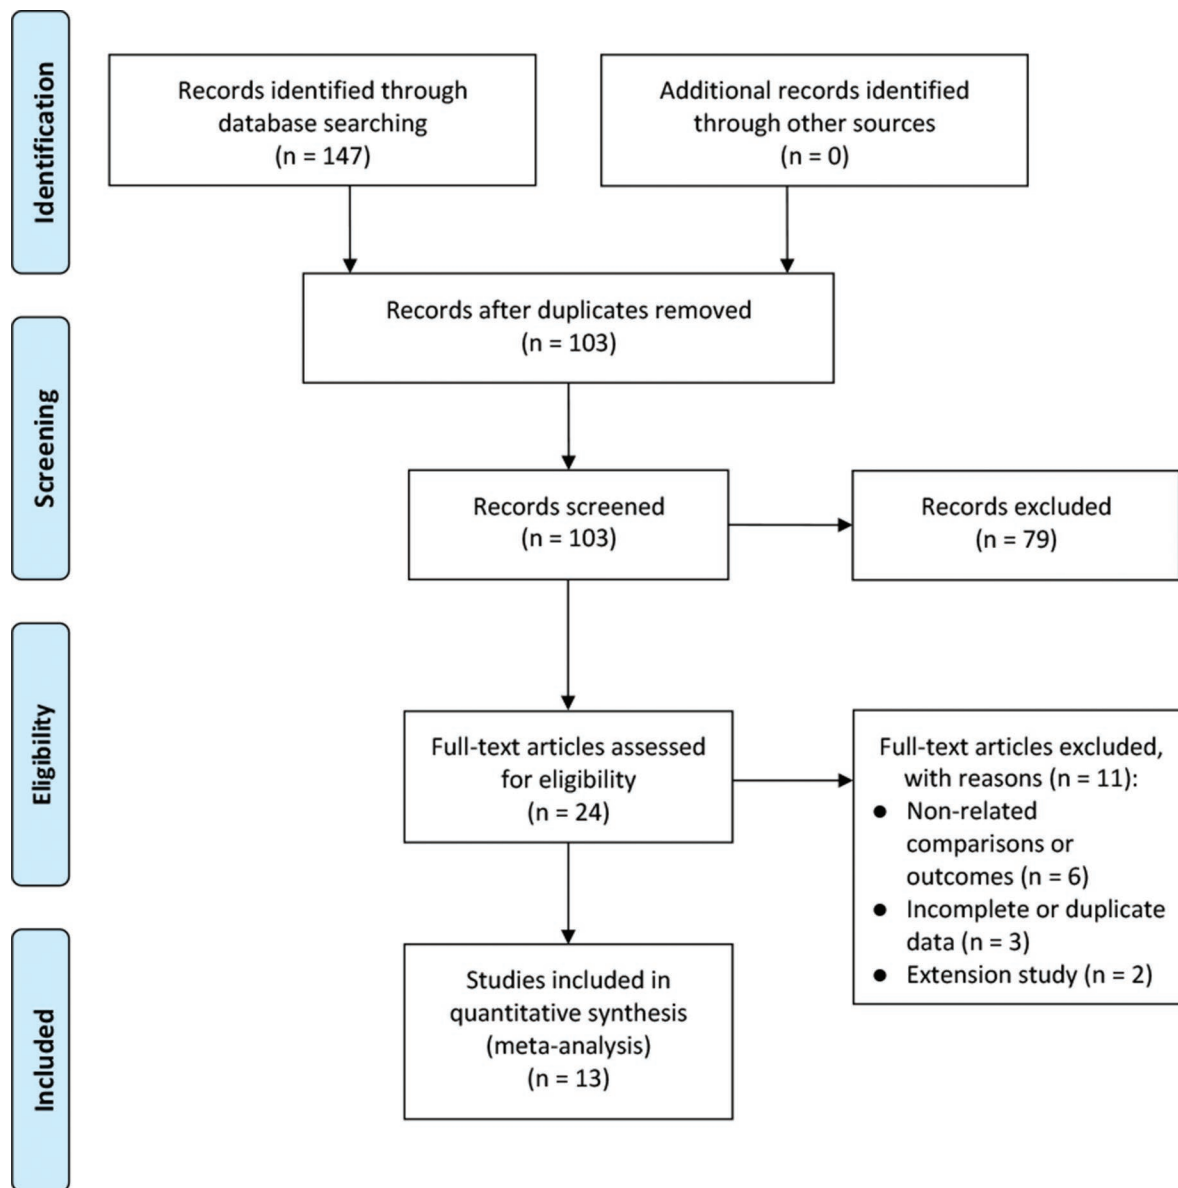 Identification
Records identified through
database searching
(n = 147)
Additional records identified
through other sources
(n = 0)
Records after duplicates removed
(n = 103)
Screening
Records screened
(n = 103)
Records excluded
(n = 79)
Eligibility
Full-text articles assessed
for eligibility
(n = 24)
Full-text articles excluded,
with reasons (n = 11):
● Non-related
comparisons or
outcomes (n = 6)
● Incomplete or duplicate
data (n = 3)
● Extension study (n = 2)
Included
Studies included in
quantitative synthesis
(meta-analysis)
(n = 13)